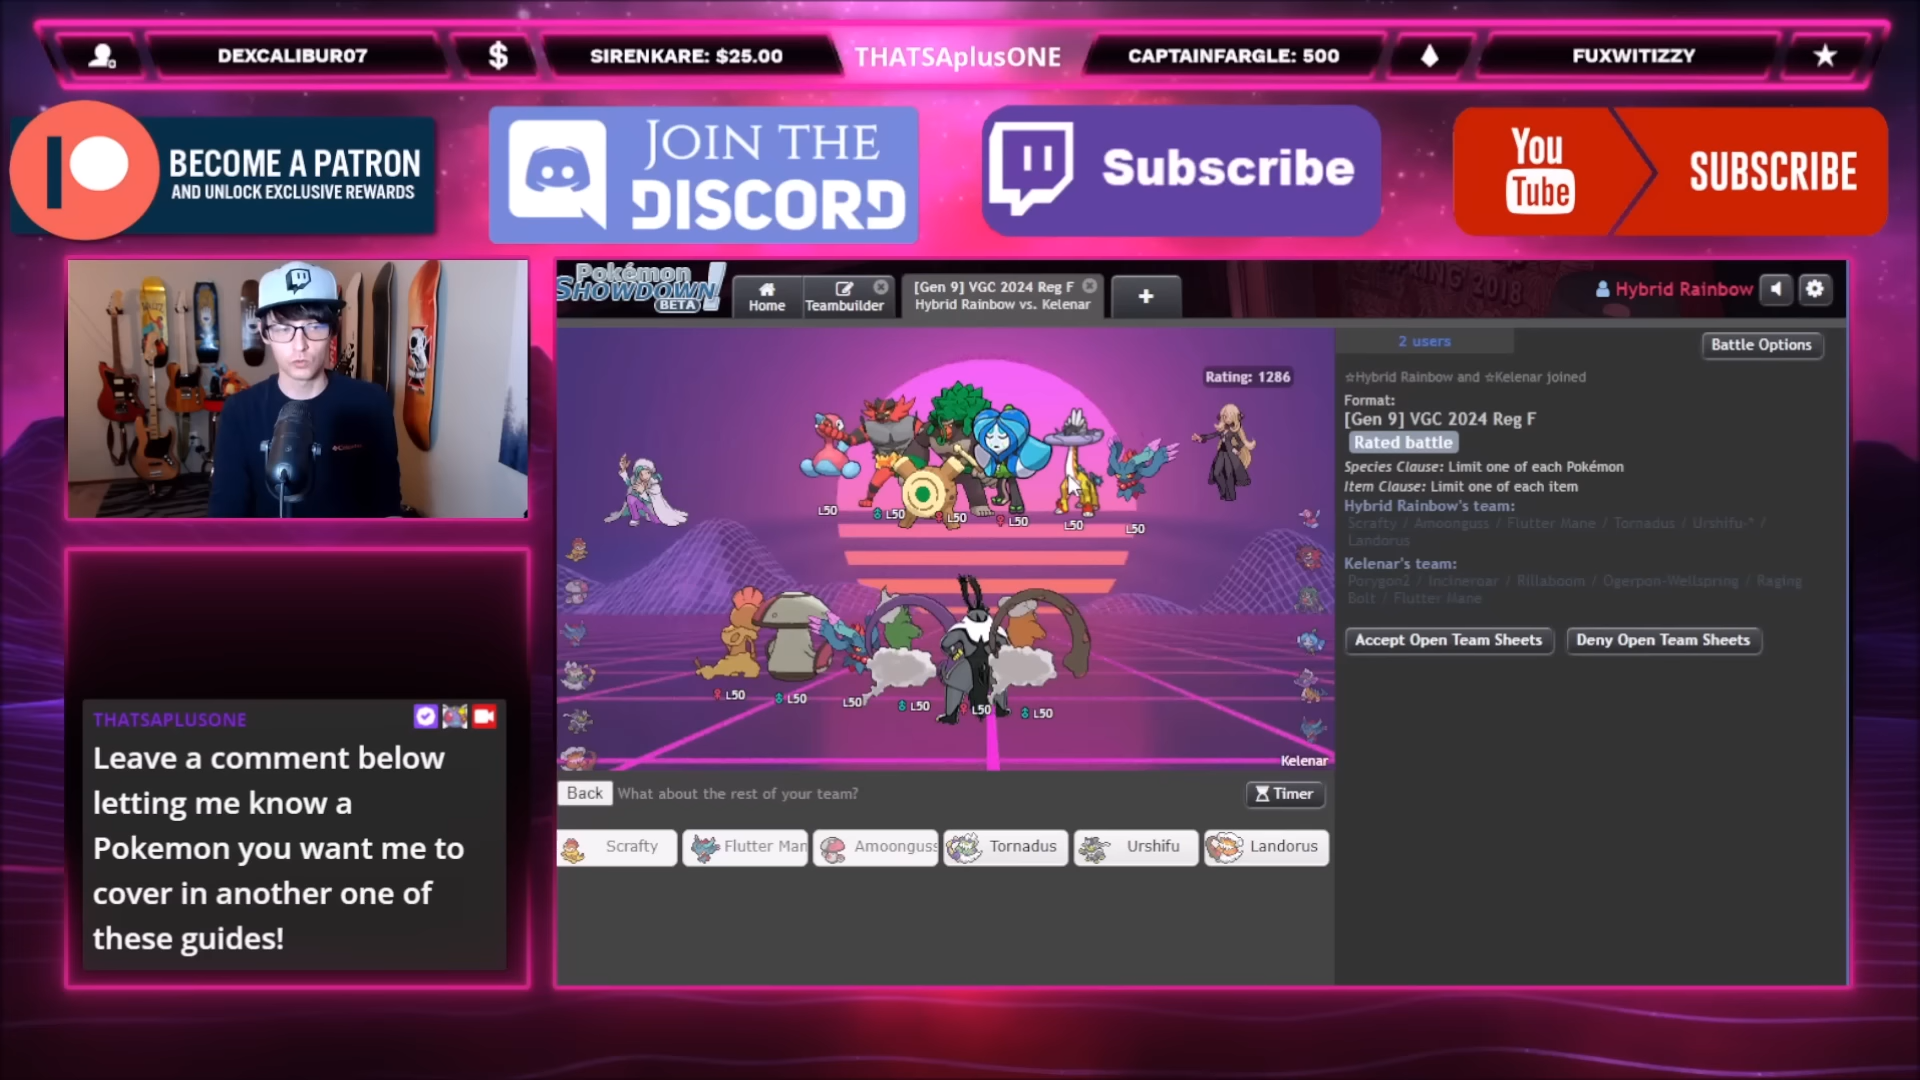 DEXCALIBUR07
$
SIRENKARE: $25.00
THATSAplusONE
CAPTAINFARGLE: 500
FUXWITIZZY
BECOME A PATRON
AND UNLOCK EXCLUSIVE REWARDS
JOIN THE
DISCORD
Subscribe
You
Tube
SUBSCRIBE
Pokémon
SHOWDOWN!
BETA
Home
Teambuilder
[Gen 9] VGC 2024 Reg F
Hybrid Rainbow vs. Kelenar
+
Hybrid Rainbow
2 users
Battle Options
Rating: 1286
☆Hybrid Rainbow and ☆Kelenar joined
Format:
[Gen 9] VGC 2024 Reg F
Rated battle
Species Clause: Limit one of each Pokémon
Item Clause: Limit one of each item
Hybrid Rainbow's team:
Scrafty / Amoonguss / Flutter Mane / Tornadus / Urshifu-* /
Landorus
Kelenar's team:
Porygon2 / Incineroar / Rillaboom / Ogerpon-Wellspring / Raging
Bolt / Flutter Mane
Accept Open Team Sheets
Deny Open Team Sheets
L50
L50
L50
L50
L50
L50
L50
L50
L50
L50
L50
L50
Kelenar
Back
What about the rest of your team?
Timer
Scrafty
Flutter Man
Amoonguss
Tornadus
Urshifu
Landorus
THATSAPLUSONE
Leave a comment below
letting me know a
Pokemon you want me to
cover in another one of
these guides!